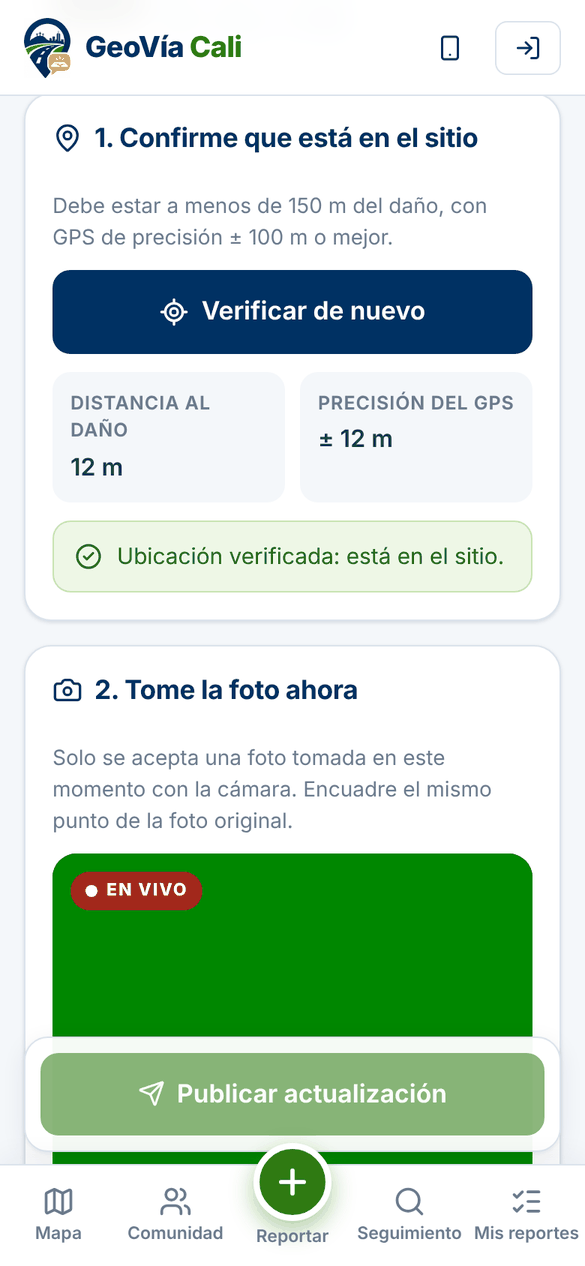 GeoVía Cali
1. Confirme que está en el sitio
Debe estar a menos de 150 m del daño, con
GPS de precisión ± 100 m o mejor.
Verificar de nuevo
DISTANCIA AL
DAÑO
12 m
PRECISIÓN DEL GPS
± 12 m
Ubicación verificada: está en el sitio.
2. Tome la foto ahora
Solo se acepta una foto tomada en este
momento con la cámara. Encuadre el mismo
punto de la foto original.
EN VIVO
Publicar actualización
Mapa
Comunidad
Reportar
Seguimiento
Mis reportes